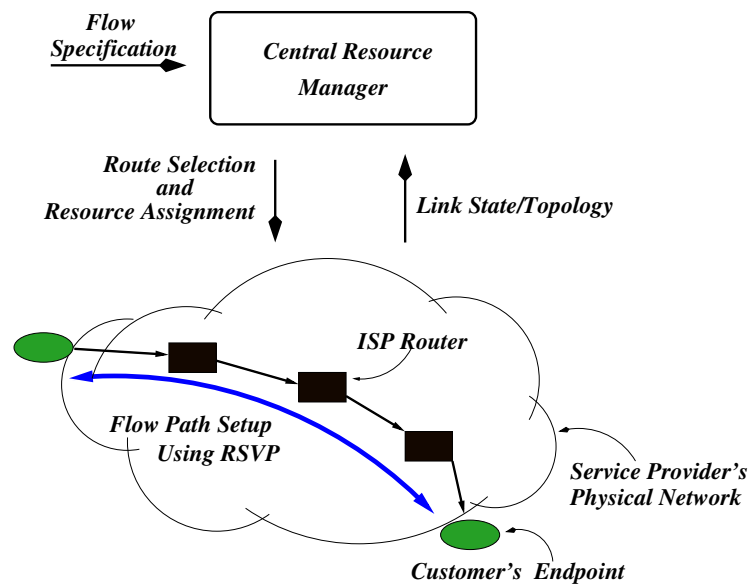 Flow
Specification
Central Resource
Manager
Route Selection
and
Resource Assignment
Link State/Topology
ISP Router
Flow Path Setup
Using RSVP
Service Provider's
Physical Network
Customer's Endpoint